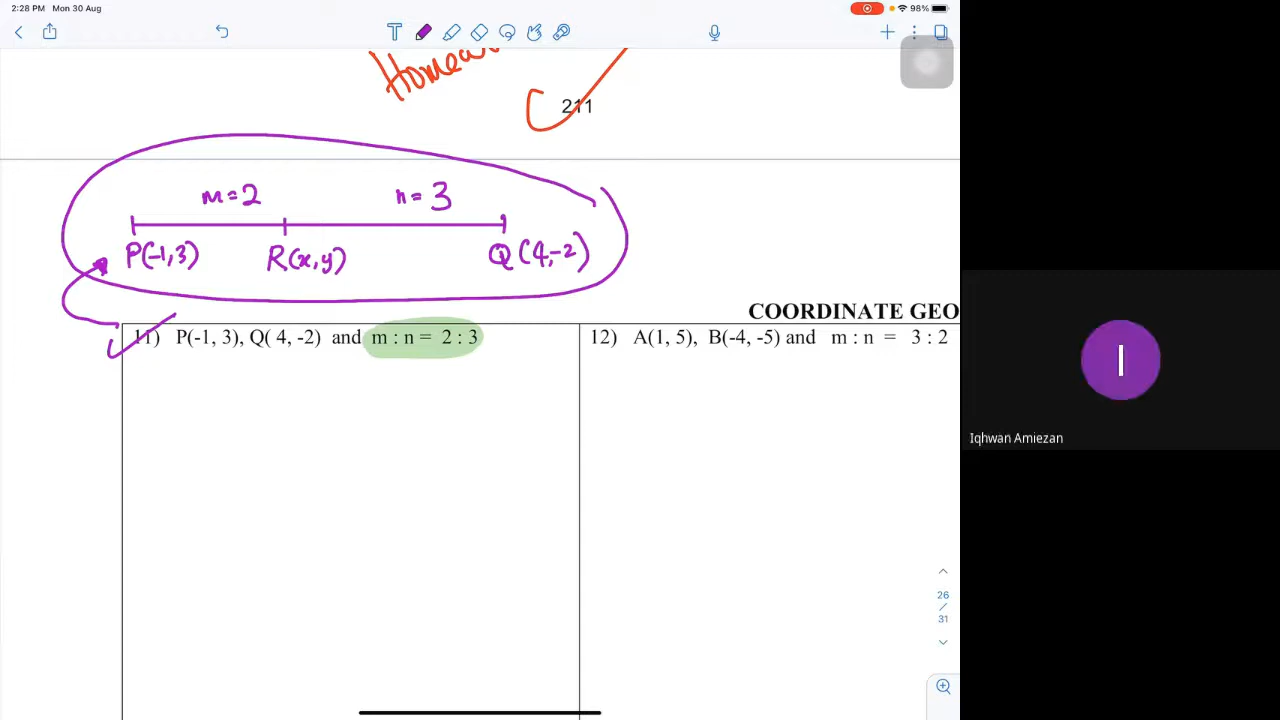 2:28 PM Mon 30 Aug
98%
T
211
m = 2
n = 3
P(-1,3)
R(x,y)
Q(4,-2)
COORDINATE GEO
11) P(-1, 3), Q( 4, -2) and m : n = 2 : 3
12) A(1, 5), B(-4, -5) and m : n = 3 : 2
I
Iqhwan Amiezan
26
/
31